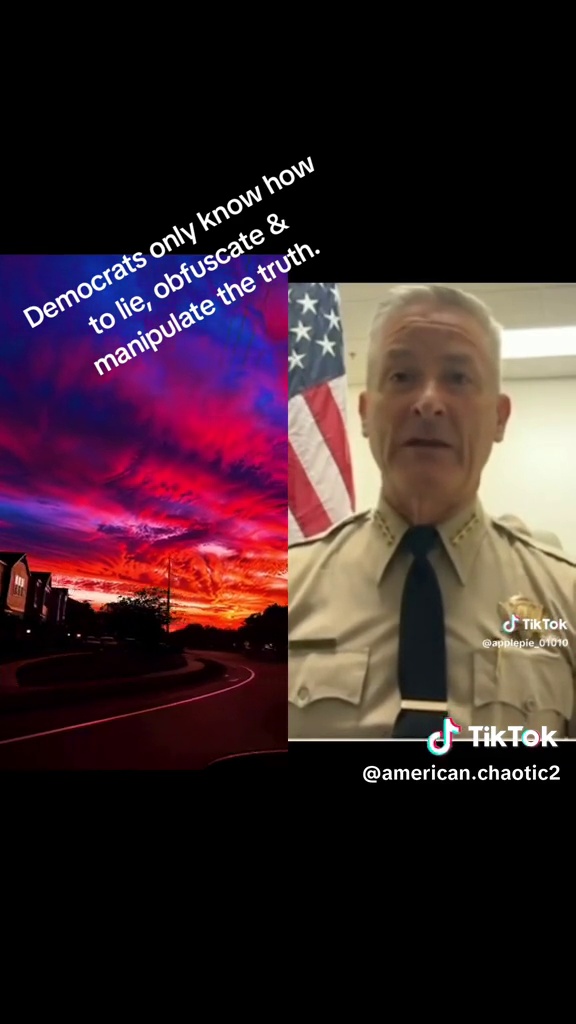 Democrats only know how
to lie, obfuscate &
manipulate the truth.
TikTok
@applepie_01010
TikTok
@american.chaotic2